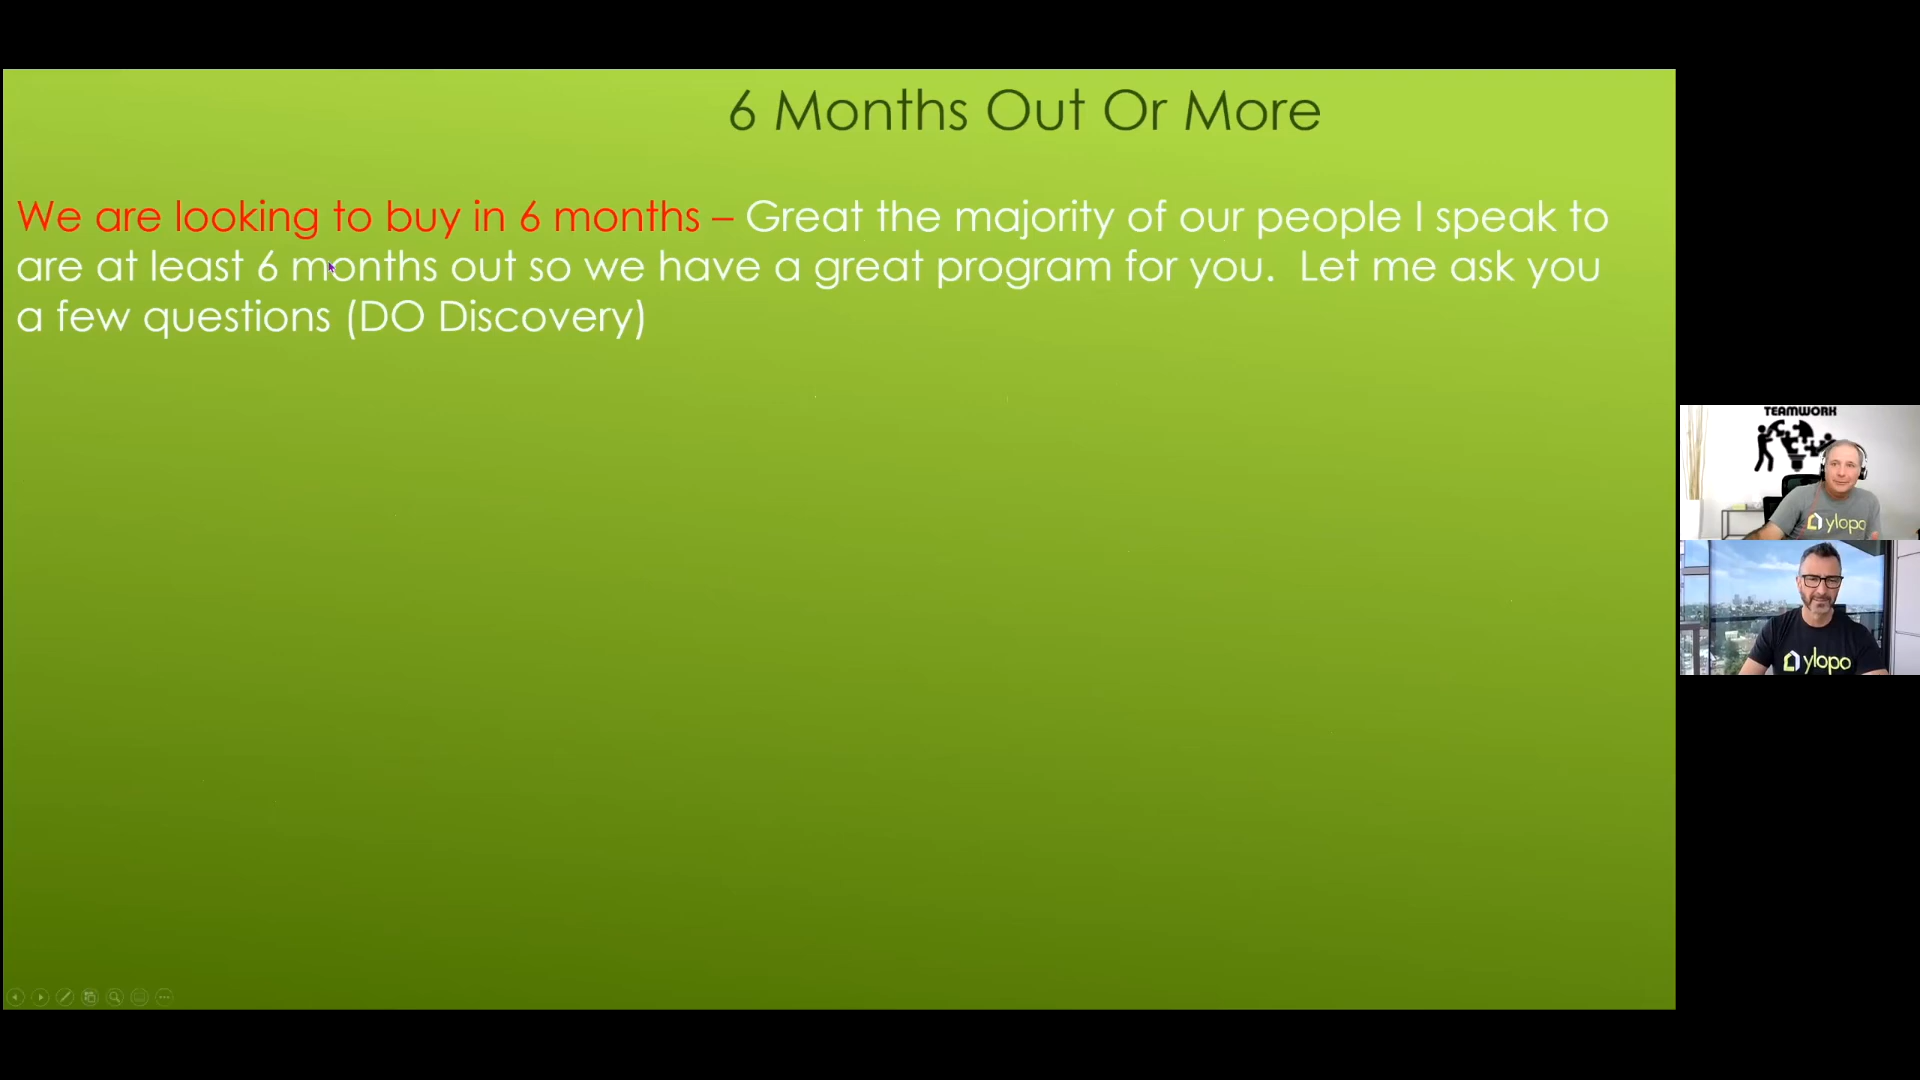 6 Months Out Or More
We are looking to buy in 6 months – Great the majority of our people I speak to
are at least 6 months out so we have a great program for you.  Let me ask you
a few questions (DO Discovery)
TEAMWORK
ylopo
ylopo